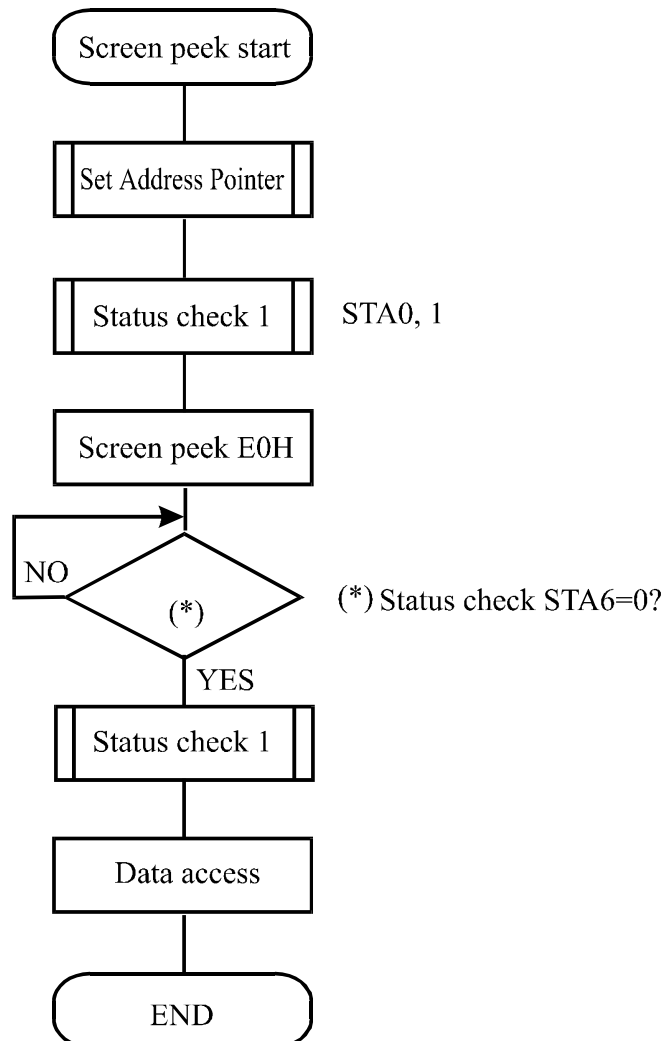 Screen peek start
Set Address Pointer
Status check 1
STA0, 1
Screen peek E0H
NO
(*)
(*) Status check STA6=0?
YES
Status check 1
Data access
END